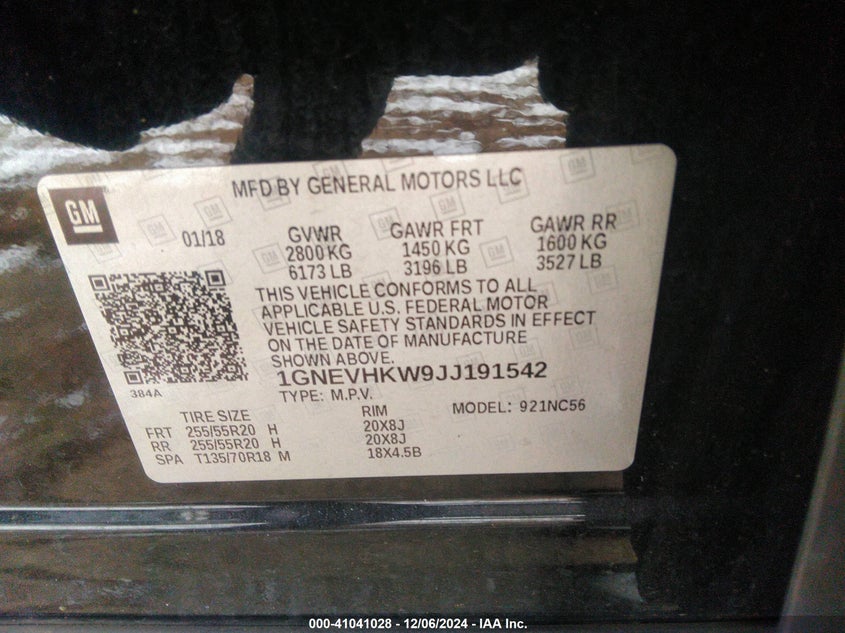 GM
MFD BY GENERAL MOTORS LLC
01/18
GVWR
2800 KG
6173 LB
GAWR FRT
1450 KG
3196 LB
GAWR RR
1600 KG
3527 LB
THIS VEHICLE CONFORMS TO ALL
APPLICABLE U.S. FEDERAL MOTOR
VEHICLE SAFETY STANDARDS IN EFFECT
ON THE DATE OF MANUFACTURE
SHOWN ABOVE.
1GNEVHKW9JJ191542
384A
TYPE: M.P.V.
MODEL: 921NC56
TIRE SIZE RIM
FRT 255/55R20 H 20X8J
RR 255/55R20 H 20X8J
SPA T135/70R18 M 18X4.5B
000-41041028 - 12/06/2024 - IAA Inc.